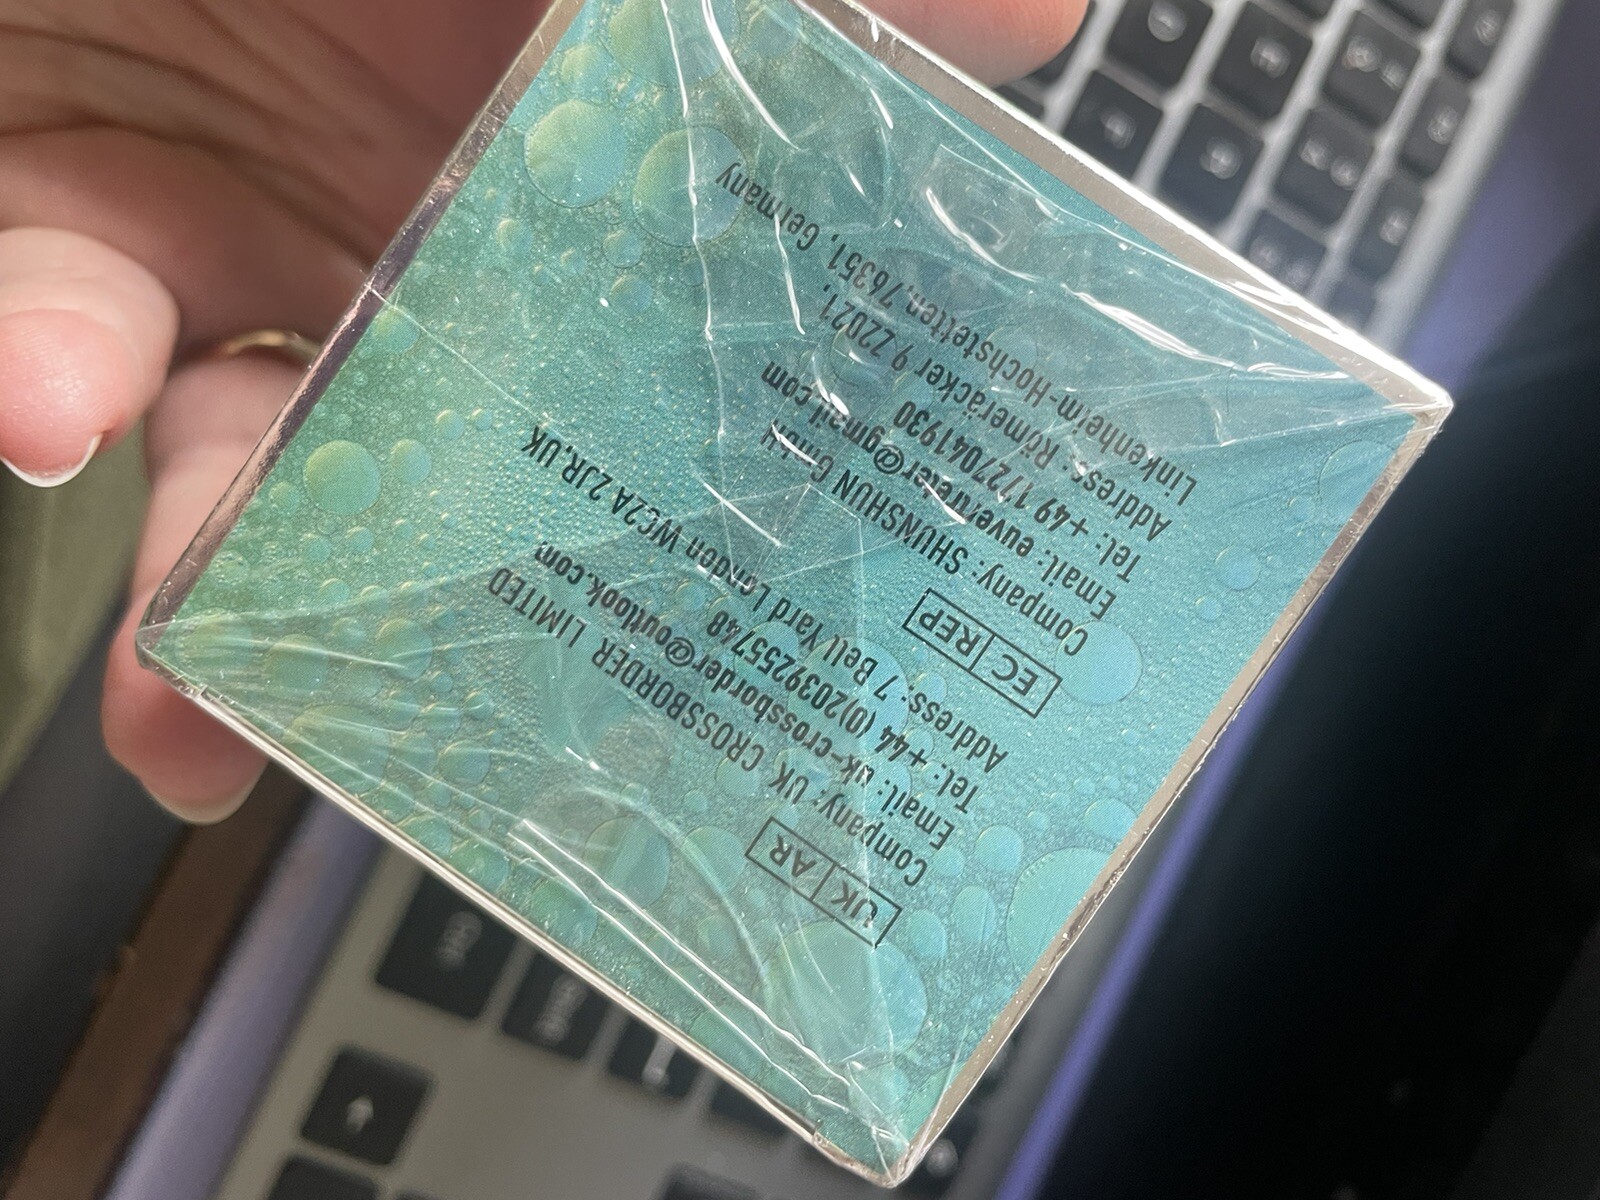 UK AR
Company: UK CROSSBORDER LIMITED
Email: uk-crossborder@outlook.com
Tel: +44 (0)2039255748
Address: 7 Bell Yard London WC2A 2JR,UK
EC REP
Company: SHUNSHUN GmbH
Email: euvertreter@gmail.com
Tel: +49 1727041930
Address: Römeräcker 9 Z2021,
Linkenheim-Hochstetten,76351, Germany